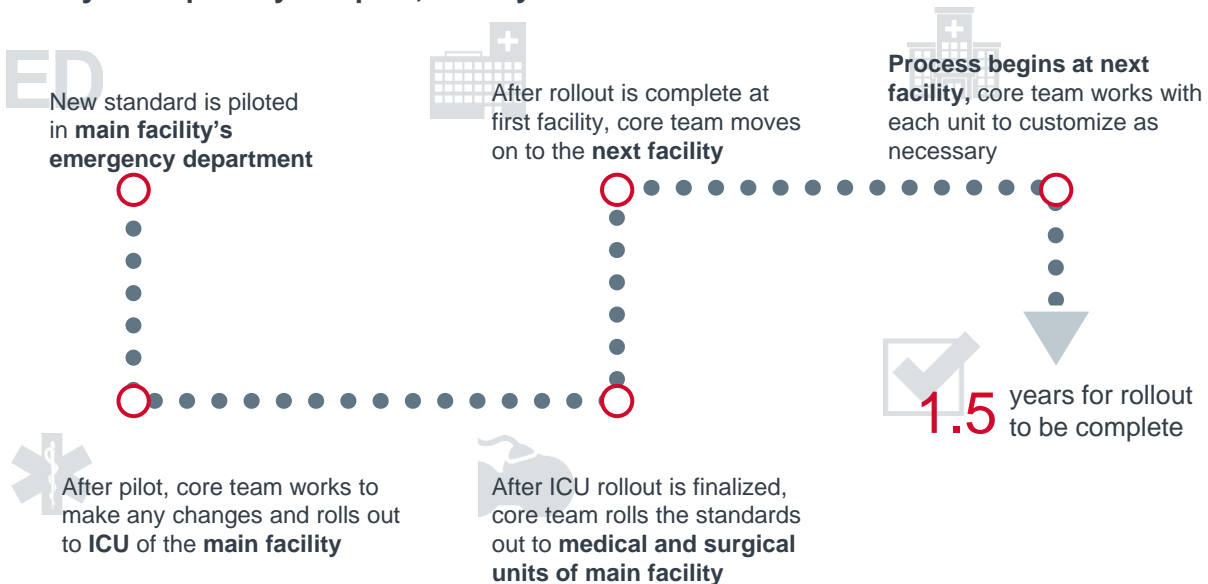 ED
New standard is piloted
in main facility's
emergency department
After pilot, core team works to
make any changes and rolls out
to ICU of the main facility
After ICU rollout is finalized,
core team rolls the standards
out to medical and surgical
units of main facility
After rollout is complete at
first facility, core team moves
on to the next facility
Process begins at next
facility, core team works with
each unit to customize as
necessary
1.5 years for rollout
to be complete